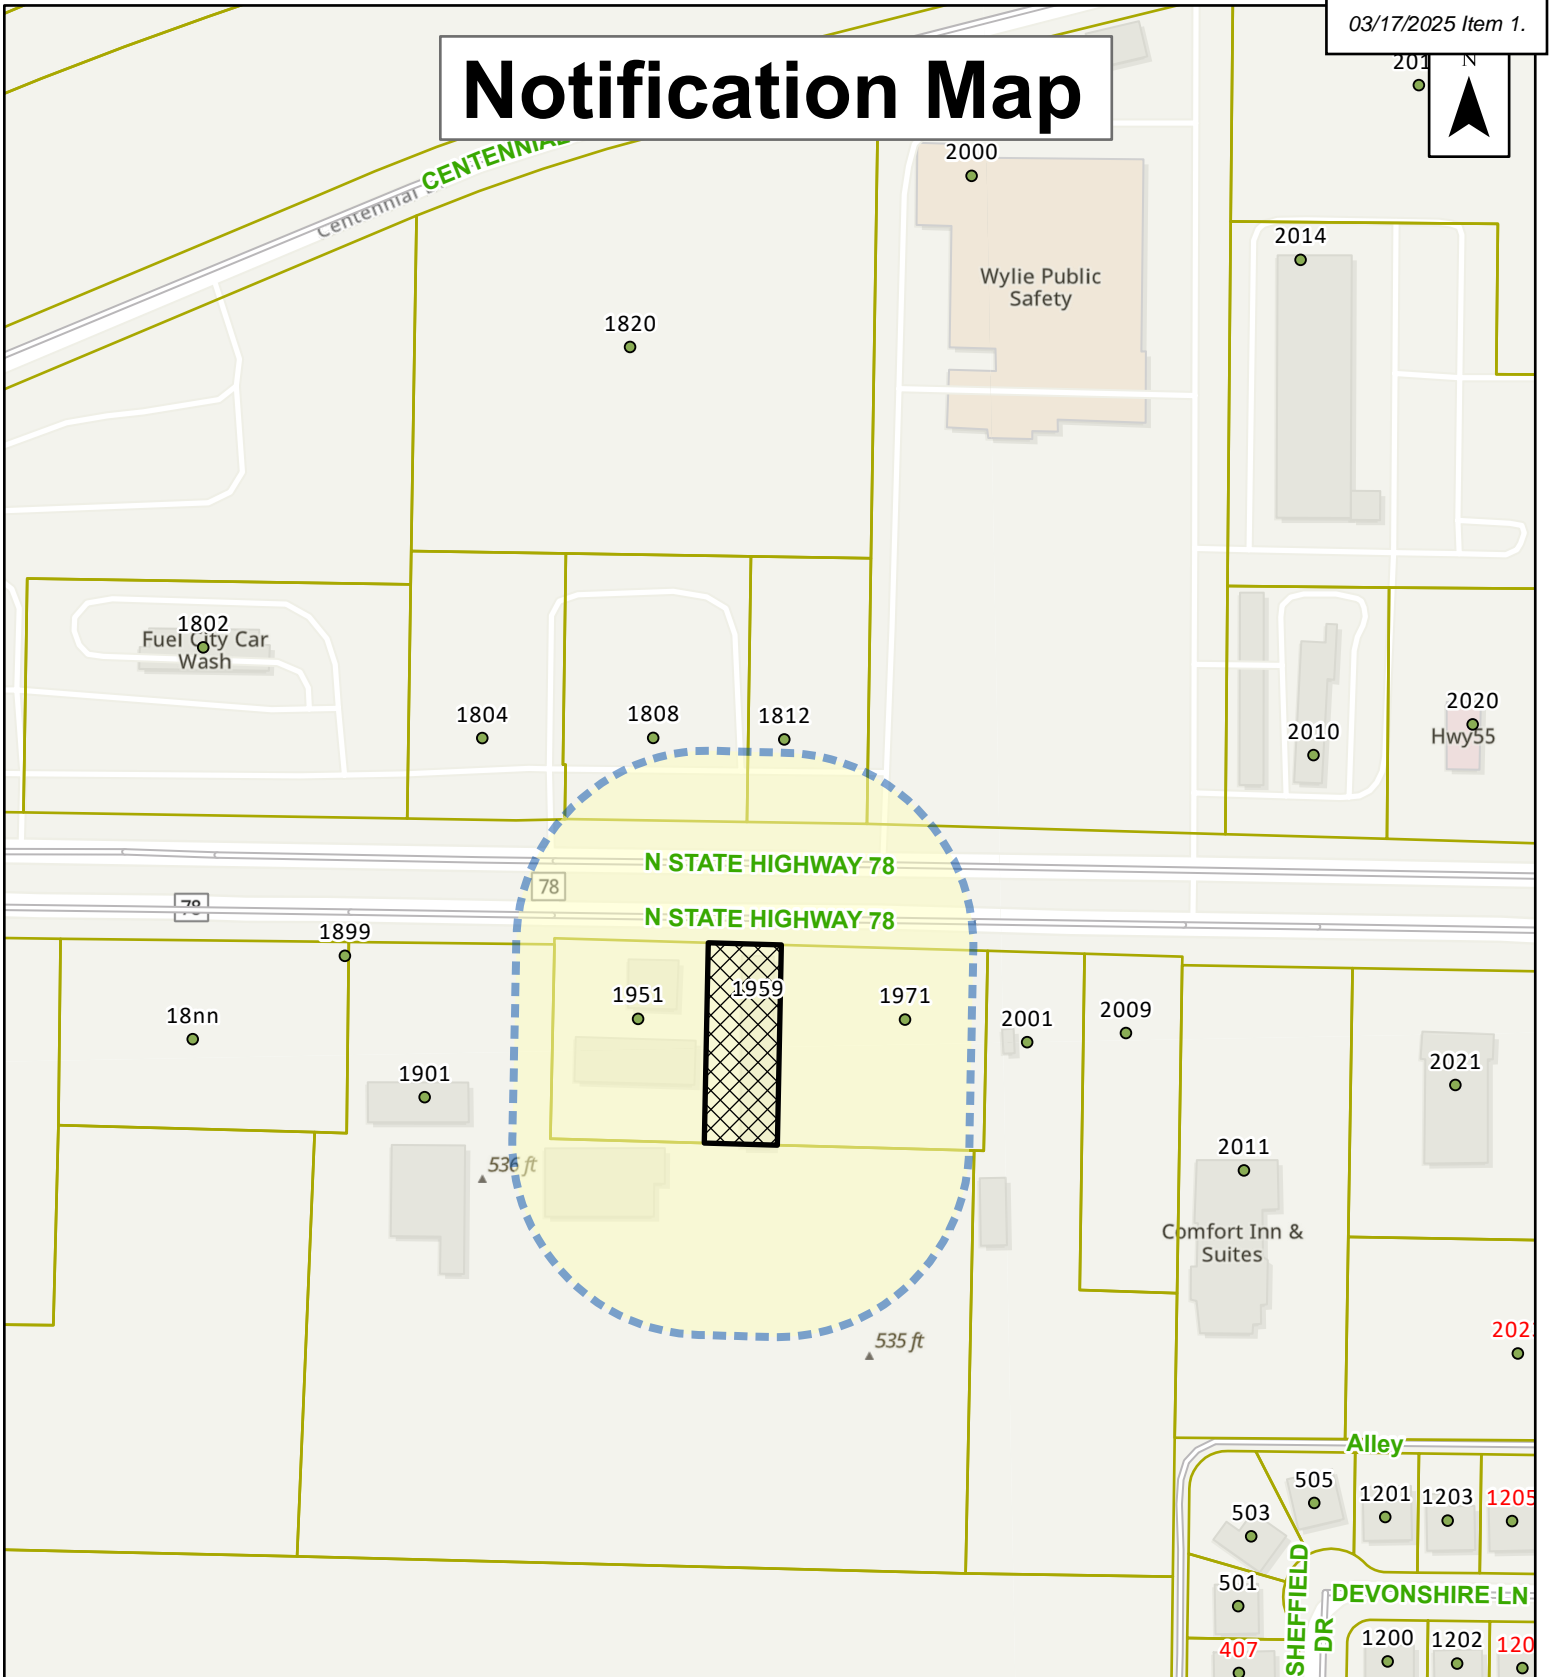 03/17/2025 Item 1.
N
Notification Map
CENTENNIAL
Centennial
2000
2014
Wylie Public
Safety
1820
1802
Fuel City Car
Wash
1804
1808
1812
2010
2020
Hwy55
N STATE HIGHWAY 78
78
N STATE HIGHWAY 78
78
1899
18nn
1901
1951
1959
1971
2001
2009
2021
2011
536 ft
Comfort Inn &
Suites
535 ft
Alley
505
503
1201
1203
1205
501
SHEFFIELD
DR
DEVONSHIRE LN
407
1200
1202